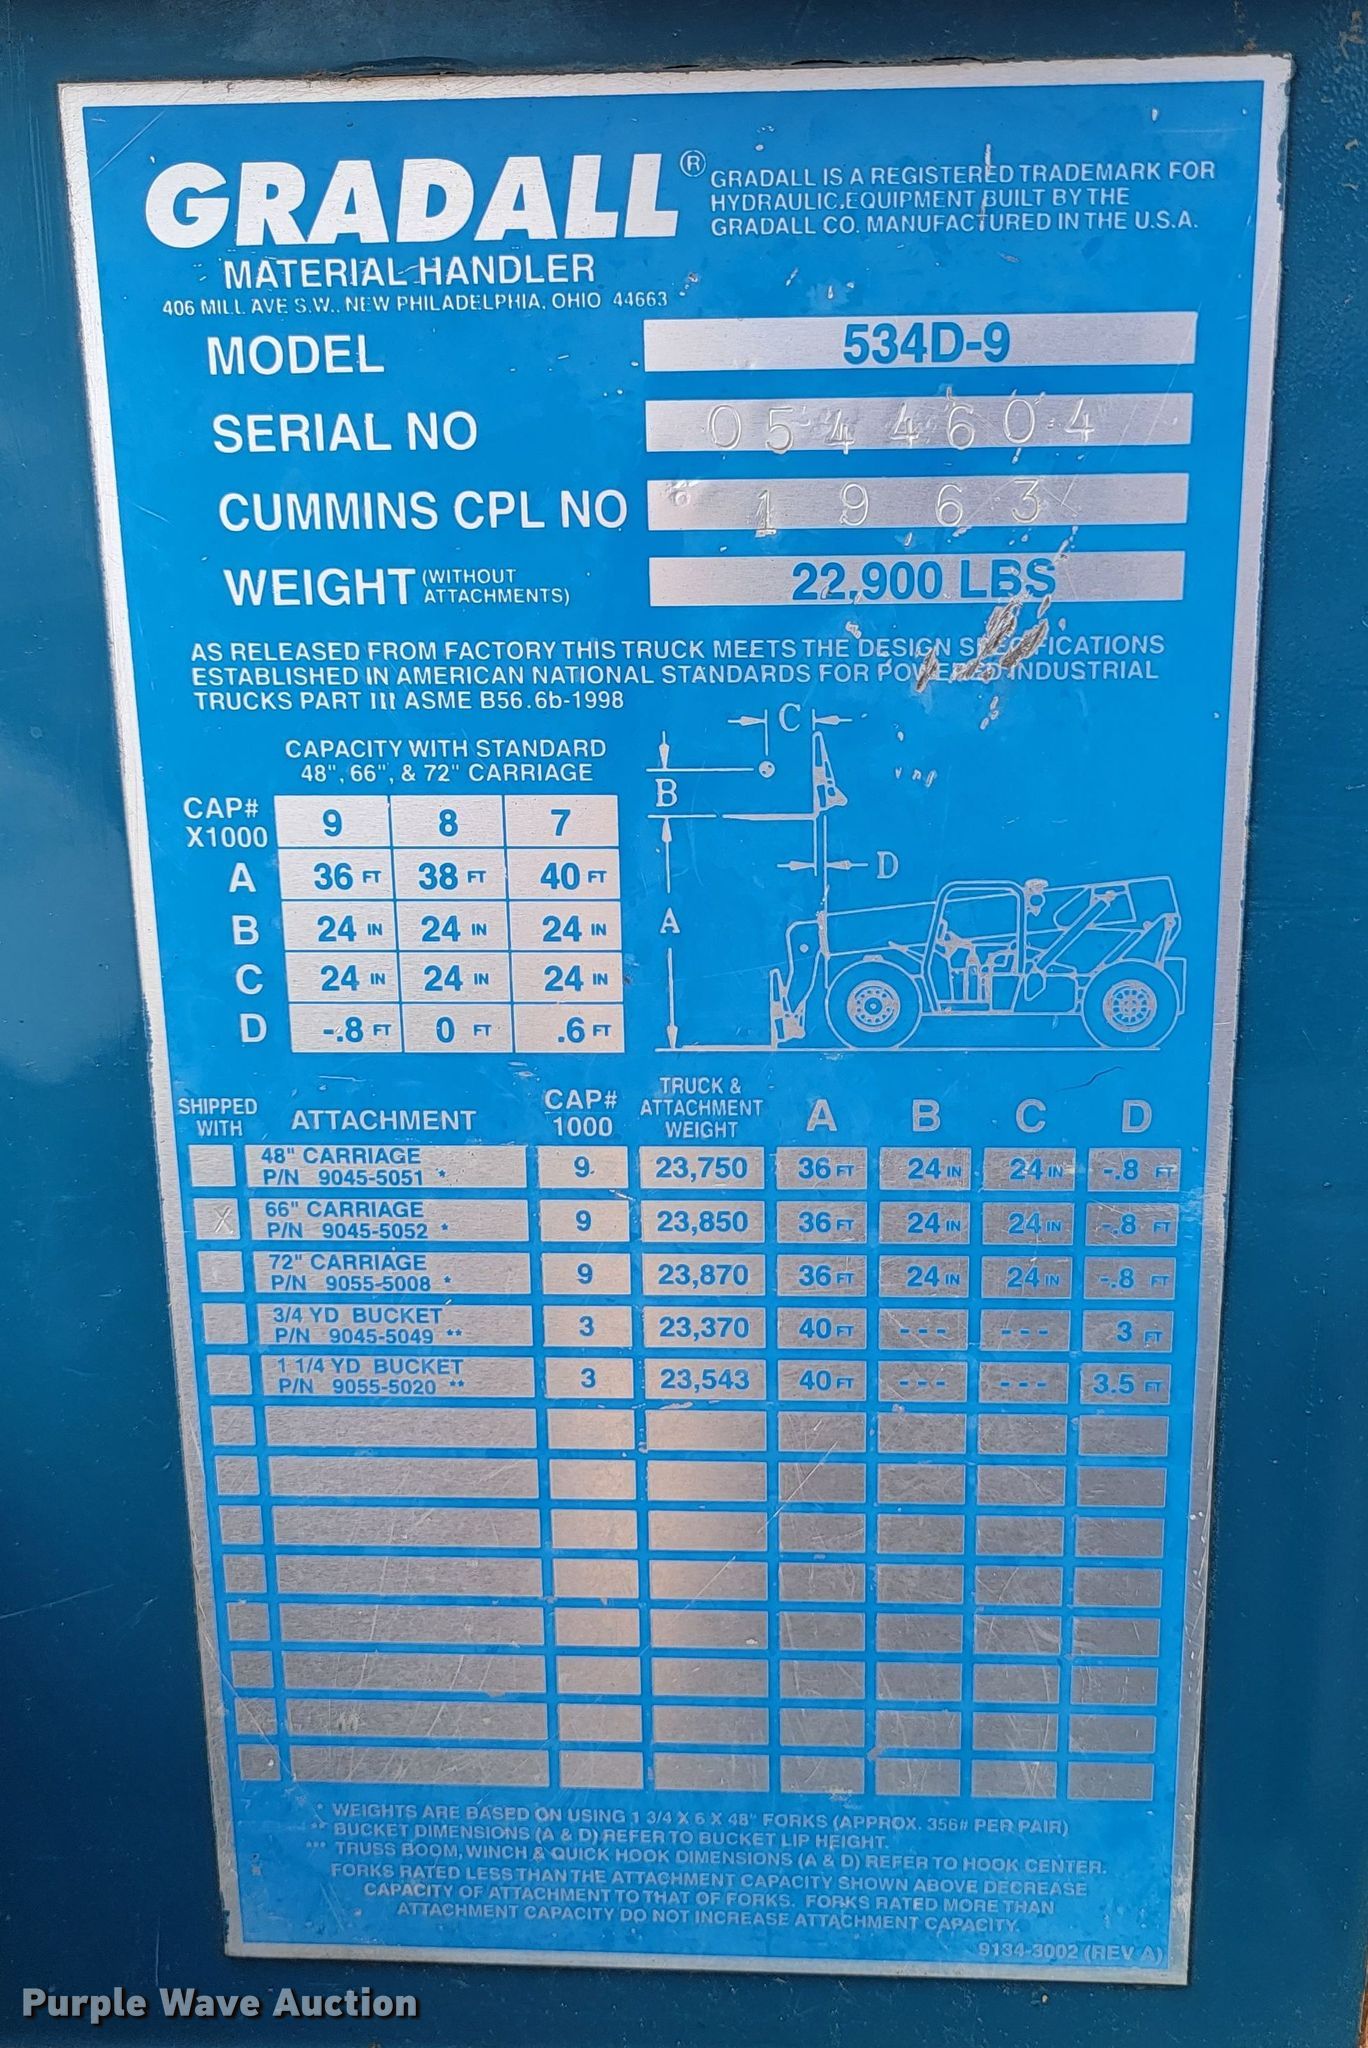 GRADALL®
GRADALL IS A REGISTERED TRADEMARK FOR
HYDRAULIC EQUIPMENT BUILT BY THE
GRADALL CO. MANUFACTURED IN THE U.S.A.
MATERIAL HANDLER
406 MILL AVE S.W., NEW PHILADELPHIA, OHIO 44663
MODEL 534D-9
SERIAL NO 0544604
CUMMINS CPL NO 1963
WEIGHT (WITHOUT ATTACHMENTS) 22,900 LBS
AS RELEASED FROM FACTORY THIS TRUCK MEETS THE DESIGN SPECIFICATIONS
ESTABLISHED IN AMERICAN NATIONAL STANDARDS FOR POWERED INDUSTRIAL
TRUCKS PART III ASME B56.6b-1998
CAPACITY WITH STANDARD
48", 66", & 72" CARRIAGE
CAP# X1000 9 8 7
A 36 FT 38 FT 40 FT
B 24 IN 24 IN 24 IN
C 24 IN 24 IN 24 IN
D -.8 FT 0 FT .6 FT
C
B
D
A
SHIPPED WITH ATTACHMENT CAP# 1000 TRUCK & ATTACHMENT WEIGHT A B C D
48" CARRIAGE P/N 9045-5051 * 9 23,750 36 FT 24 IN 24 IN -.8 FT
X 66" CARRIAGE P/N 9045-5052 * 9 23,850 36 FT 24 IN 24 IN -.8 FT
72" CARRIAGE P/N 9055-5008 * 9 23,870 36 FT 24 IN 24 IN -.8 FT
3/4 YD BUCKET P/N 9045-5049 ** 3 23,370 40 FT --- --- 3 FT
1 1/4 YD BUCKET P/N 9055-5020 ** 3 23,543 40 FT --- --- 3.5 FT
* WEIGHTS ARE BASED ON USING 1 3/4 X 6 X 48" FORKS (APPROX. 356# PER PAIR)
** BUCKET DIMENSIONS (A & D) REFER TO BUCKET LIP HEIGHT.
*** TRUSS BOOM, WINCH & QUICK HOOK DIMENSIONS (A & D) REFER TO HOOK CENTER.
FORKS RATED LESS THAN THE ATTACHMENT CAPACITY SHOWN ABOVE DECREASE
CAPACITY OF ATTACHMENT TO THAT OF FORKS. FORKS RATED MORE THAN
ATTACHMENT CAPACITY DO NOT INCREASE ATTACHMENT CAPACITY.
9134-3002 (REV A)
Purple Wave Auction